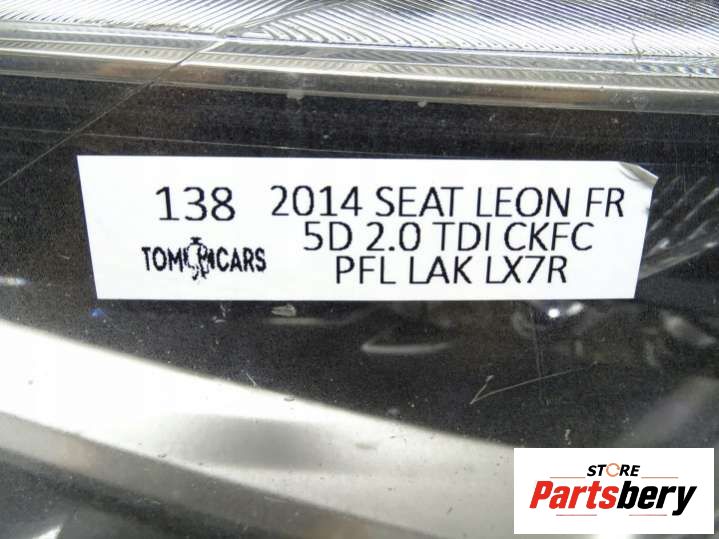 138 2014 SEAT LEON FR
5D 2.0 TDI CKFC
TOM CARS PFL LAK LX7R
STORE
Partsbery